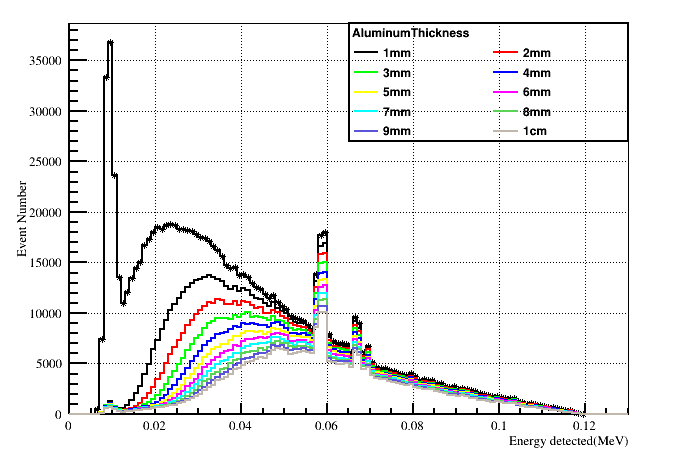 AluminumThickness
1mm 2mm
3mm 4mm
5mm 6mm
7mm 8mm
9mm 1cm
35000
30000
25000
20000
15000
10000
5000
0
Event Number
0 0.02 0.04 0.06 0.08 0.1 0.12
Energy detected(MeV)